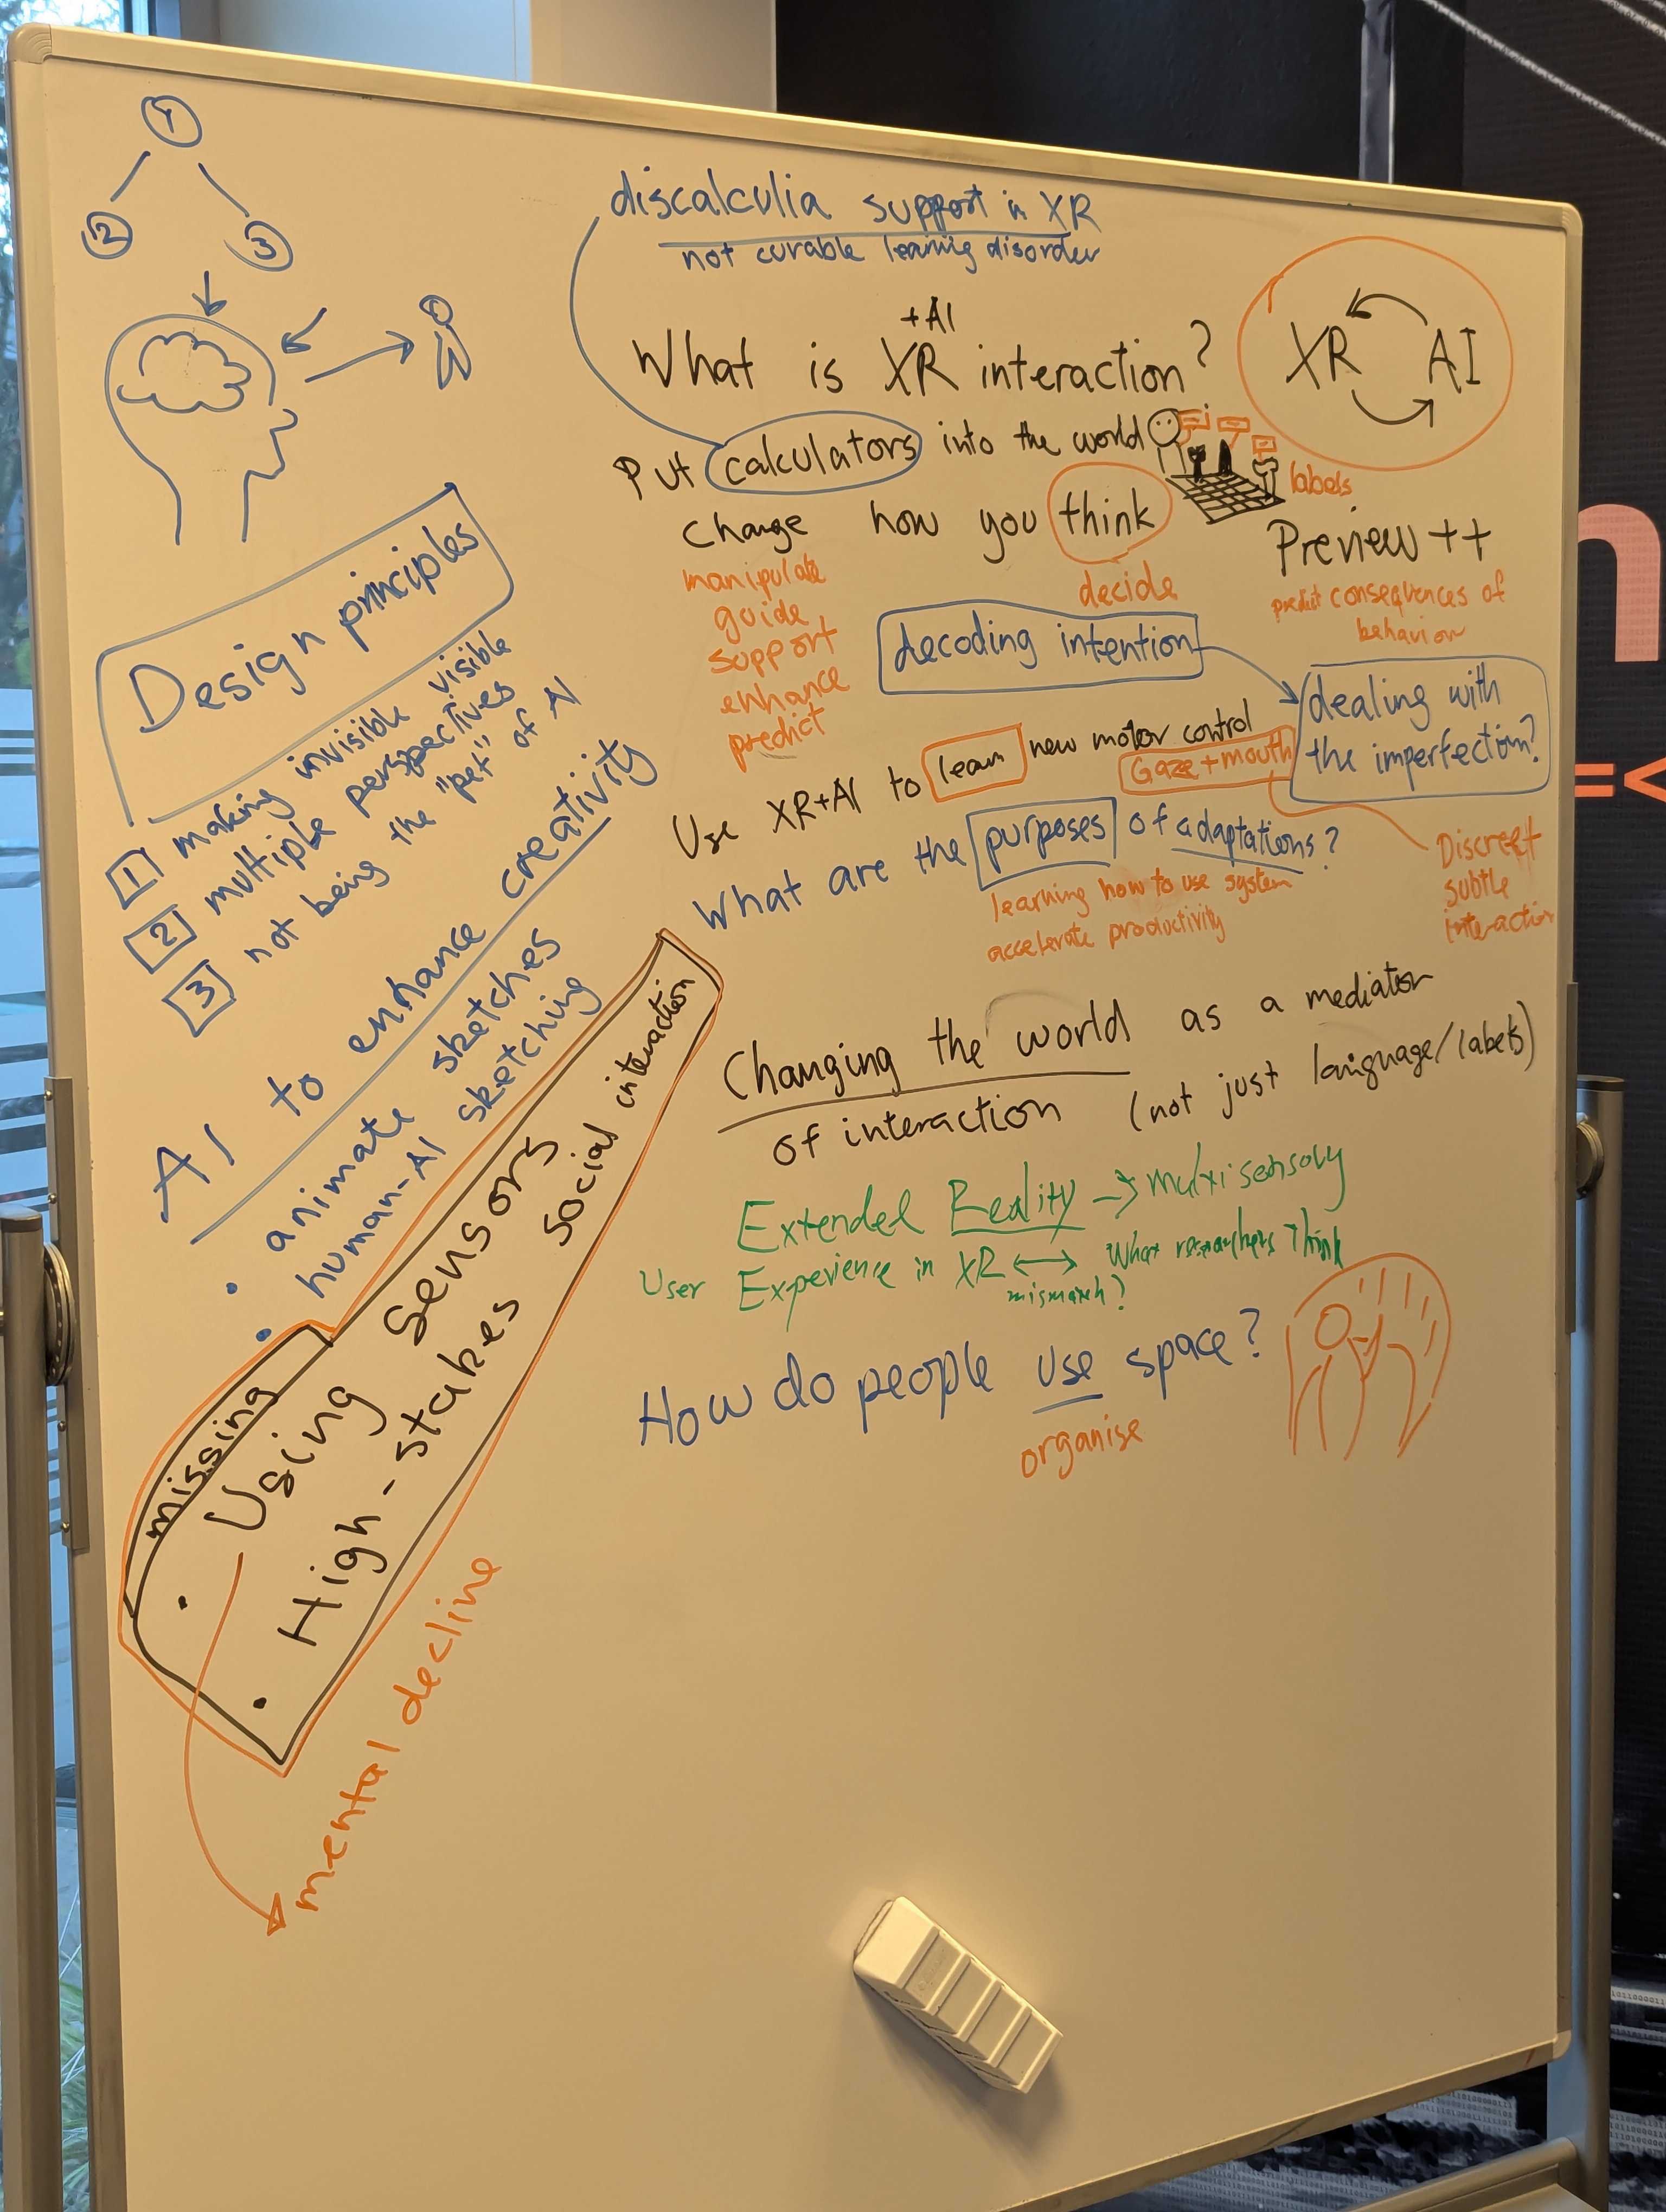 1
2 3
Design principles
1 making invisible visible
2 multiple perspectives
3 not being the "pet" of AI
AI to enhance creativity
• animate sketches
• human-AI sketching
missing
• Using sensors
• High-stakes social interaction
mental decline
discalculia support in XR
not curable learning disorder
+AI
What is XR interaction?
XR AI
Put calculators into the world
labels
Change how you think
manipulate
guide
support
enhance
predict
decide
Preview ++
predict consequences of
behavior
decoding intention
dealing with
the imperfection?
Use XR+AI to learn new motor control
Gaze + mouth
Discreet
subtle
interaction
What are the purposes of adaptations?
learning how to use system
accelerate productivity
Changing the world as a mediator
of interaction (not just language/labels)
Extended Reality → multisensory
User Experience in XR ↔ What researchers think
mismatch?
How do people use space?
organise
n
=<